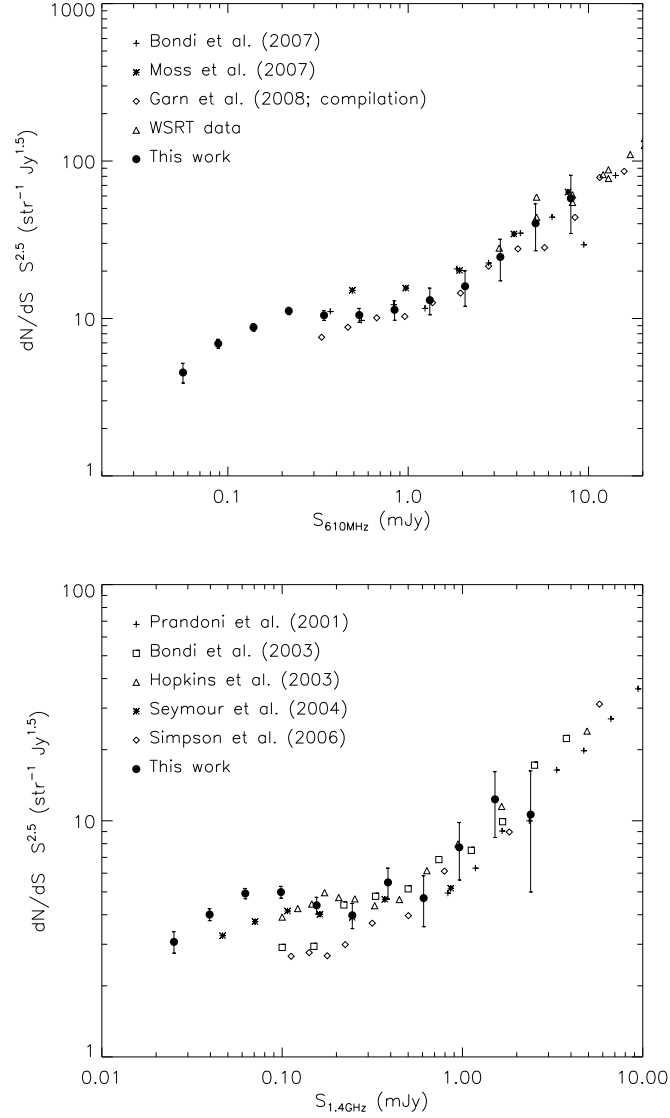 1000
+ Bondi et al. (2007)
Moss et al. (2007)
Garn et al. (2008; compilation)
WSRT data
This work
100
dN/dS S^2.5 (str^−1 Jy^1.5)
10
1
0.1 1.0 10.0
S_610MHz (mJy)
100
+ Prandoni et al. (2001)
Bondi et al. (2003)
Hopkins et al. (2003)
Seymour et al. (2004)
Simpson et al. (2006)
This work
dN/dS S^2.5 (str^−1 Jy^1.5)
10
1
0.01 0.10 1.00 10.00
S_1.4GHz (mJy)